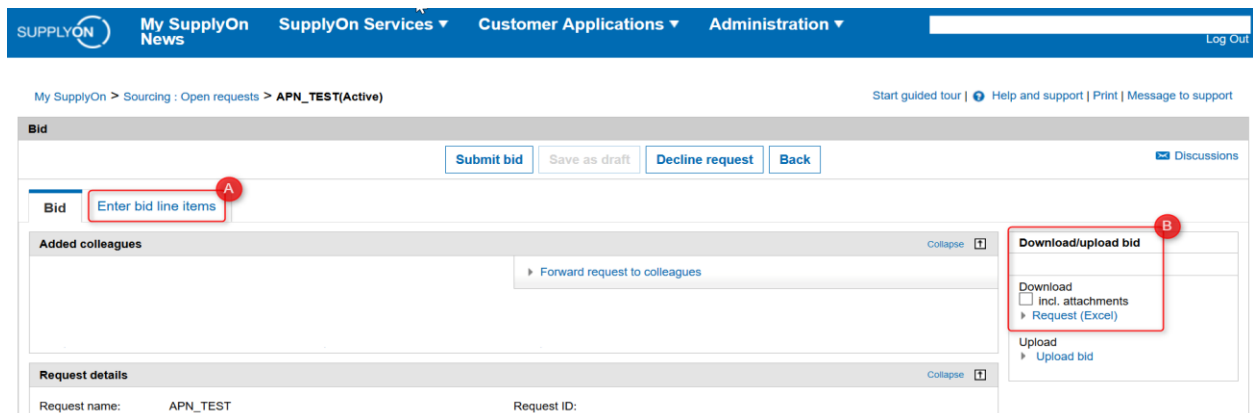 SUPPLYON
My SupplyOn News
SupplyOn Services ▼
Customer Applications ▼
Administration ▼
Log Out
My SupplyOn > Sourcing : Open requests > APN_TEST(Active)
Start guided tour | ? Help and support | Print | Message to support
Bid
Submit bid
Save as draft
Decline request
Back
Discussions
Bid
Enter bid line items
A
Added colleagues
Collapse
Forward request to colleagues
B
Download/upload bid
Download
incl. attachments
Request (Excel)
Upload
Upload bid
Request details
Collapse
Request name: APN_TEST
Request ID: